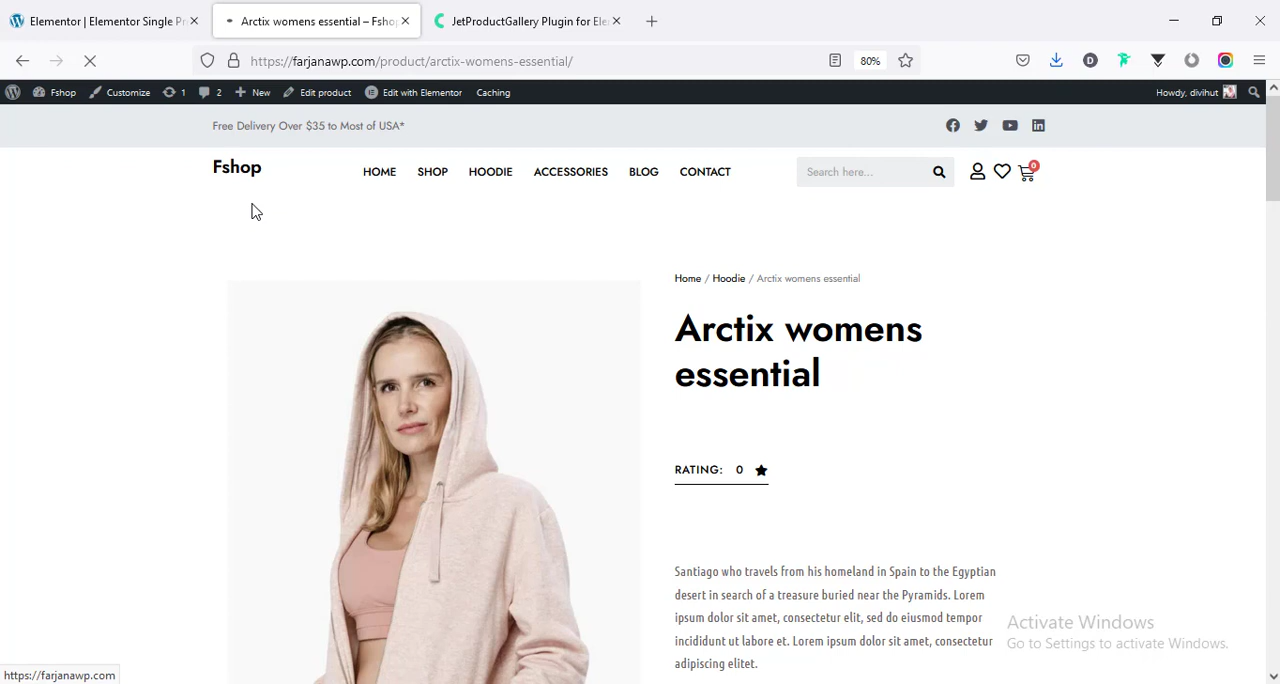 Elementor | Elementor Single Pr
Arctix womens essential – Fsho
JetProductGallery Plugin for Ele
https://farjanawp.com/product/arctix-womens-essential/
80%
Fshop
Customize
1
2
New
Edit product
Edit with Elementor
Caching
Howdy, divihut
Free Delivery Over $35 to Most of USA*
Fshop
HOME
SHOP
HOODIE
ACCESSORIES
BLOG
CONTACT
Search here...
0
Home / Hoodie / Arctix womens essential
Arctix womens
essential
RATING: 0
Santiago who travels from his homeland in Spain to the Egyptian
desert in search of a treasure buried near the Pyramids. Lorem
ipsum dolor sit amet, consectetur elit, sed do eiusmod tempor
incididunt ut labore et. Lorem ipsum dolor sit amet, consectetur
adipiscing elitet.
Activate Windows
Go to Settings to activate Windows.
https://farjanawp.com